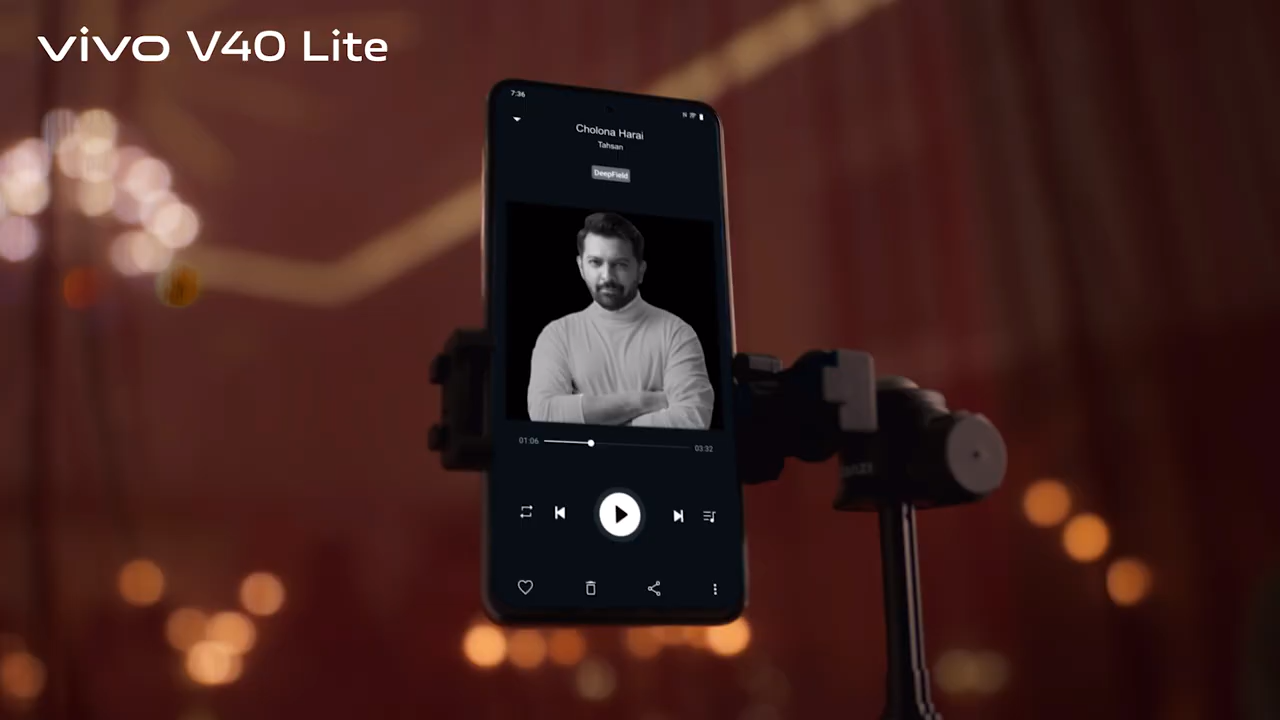 vivo V40 Lite
7:36
Cholona Harai
Tahsan
DeepField
01:06
03:32